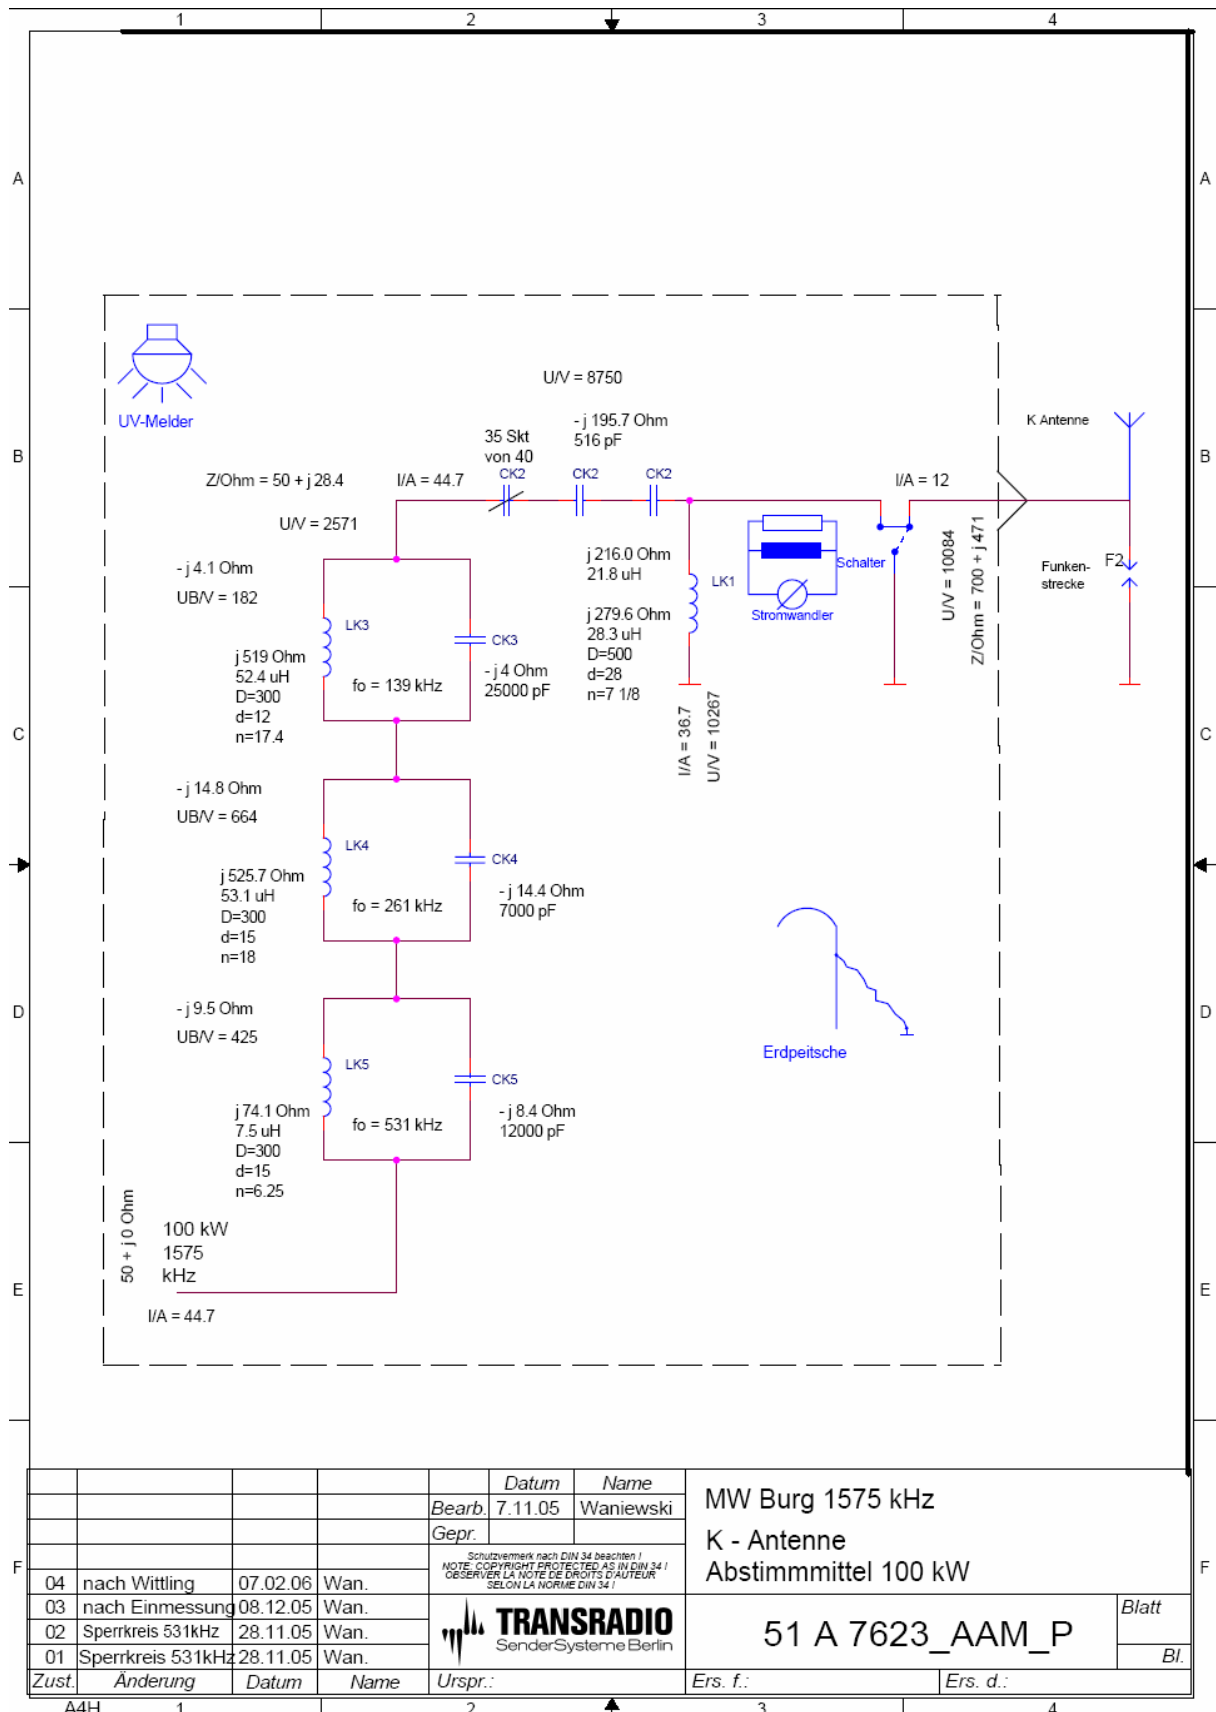 1 2 3 4
A A
U/V = 8750
UV-Melder
- j 195.7 Ohm
35 Skt 516 pF
von 40
K Antenne
B B
CK2 CK2 CK2
Z/Ohm = 50 + j 28.4 I/A = 44.7 I/A = 12
U/V = 2571
- j 4.1 Ohm
UB/V = 182
j 216.0 Ohm
21.8 uH
LK1
Schalter
Stromwandler
j 279.6 Ohm
28.3 uH
D=500
d=28
n=7 1/8
U/V = 10084
Z/Ohm = 700 + j 471
Funken-
strecke
F2
LK3
CK3
j 519 Ohm
52.4 uH
D=300
d=12
n=17.4
fo = 139 kHz
- j 4 Ohm
25000 pF
I/A = 36.7
U/V = 10267
C C
- j 14.8 Ohm
UB/V = 664
LK4
CK4
j 525.7 Ohm
53.1 uH
D=300
d=15
n=18
fo = 261 kHz
- j 14.4 Ohm
7000 pF
D D
- j 9.5 Ohm
UB/V = 425
Erdpeitsche
LK5
CK5
j 74.1 Ohm
7.5 uH
D=300
d=15
n=6.25
fo = 531 kHz
- j 8.4 Ohm
12000 pF
50 + j 0 Ohm
100 kW
1575
kHz
E E
I/A = 44.7
Datum Name
Bearb. 7.11.05 Waniewski
Gepr.
MW Burg 1575 kHz
K - Antenne
Abstimmmittel 100 kW
F F
Schutzvermerk nach DIN 34 beachten !
NOTE: COPYRIGHT PROTECTED AS IN DIN 34 !
OBSERVER LA NOTE DE DROITS D'AUTEUR
SELON LA NORME DIN 34 !
04 nach Wittling 07.02.06 Wan.
03 nach Einmessung 08.12.05 Wan.
02 Sperrkreis 531kHz 28.11.05 Wan.
01 Sperrkreis 531kHz 28.11.05 Wan.
Zust. Änderung Datum Name
TRANSRADIO
SenderSysteme Berlin
51 A 7623_AAM_P
Blatt
Bl.
Urspr.: Ers. f.: Ers. d.:
A4H 1 2 3 4